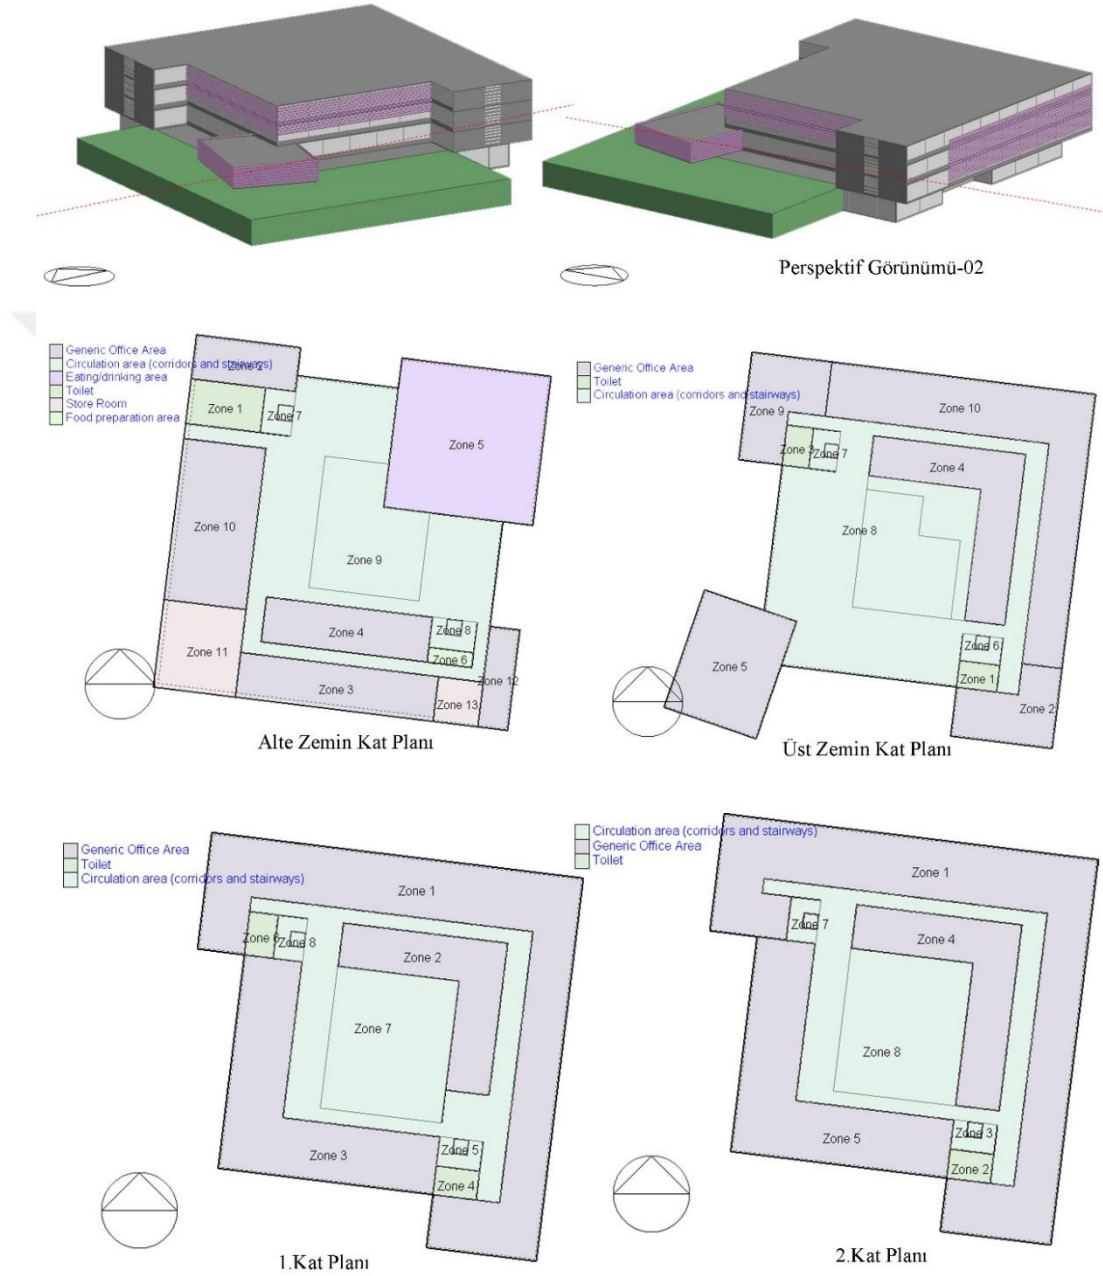 Perspektif Görünümü-02
Generic Office Area
Circulation area (corridors and stairways)
Eating/drinking area
Toilet
Store Room
Food preparation area
Zone 2
Zone 1
Zone 7
Zone 5
Zone 10
Zone 9
Zone 4
Zone 8
Zone 6
Zone 11
Zone 3
Zone 12
Zone 13
Alte Zemin Kat Planı
Generic Office Area
Toilet
Circulation area (corridors and stairways)
Zone 9
Zone 10
Zone 3
Zone 7
Zone 4
Zone 8
Zone 6
Zone 5
Zone 1
Zone 2
Üst Zemin Kat Planı
Generic Office Area
Toilet
Circulation area (corridors and stairways)
Zone 1
Zone 6
Zone 8
Zone 2
Zone 7
Zone 5
Zone 3
Zone 4
1.Kat Planı
Circulation area (corridors and stairways)
Generic Office Area
Toilet
Zone 1
Zone 7
Zone 4
Zone 8
Zone 3
Zone 5
Zone 2
2.Kat Planı